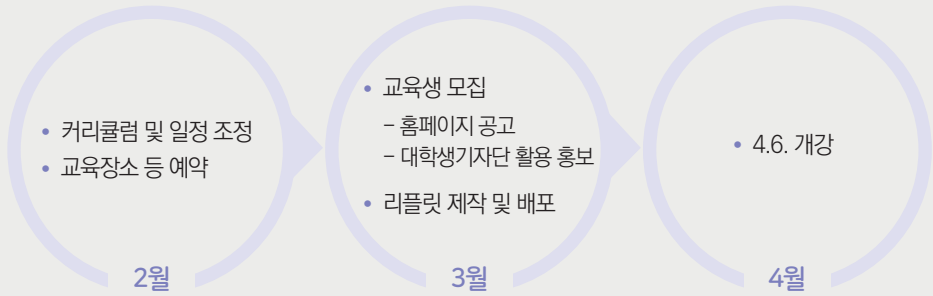 • 커리큘럼 및 일정 조정
• 교육장소 등 예약
2월
• 교육생 모집
– 홈페이지 공고
– 대학생기자단 활용 홍보
• 리플릿 제작 및 배포
3월
• 4.6. 개강
4월